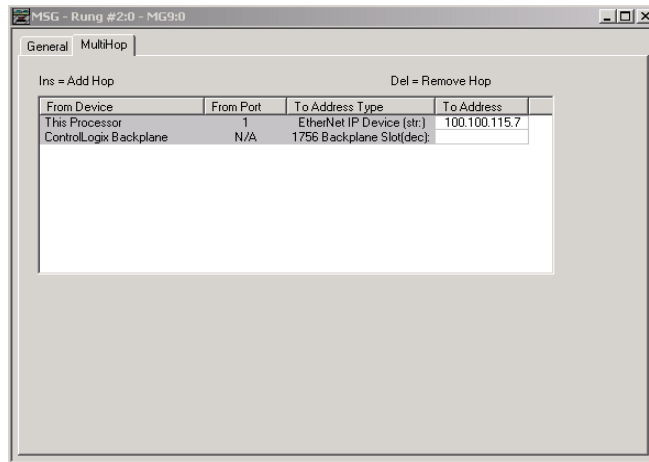 MSG - Rung #2:0 - MG9:0
General MultiHop
Ins = Add Hop Del = Remove Hop
From Device From Port To Address Type To Address
This Processor 1 EtherNet IP Device (str:) 100.100.115.7
ControlLogix Backplane N/A 1756 Backplane Slot(dec):